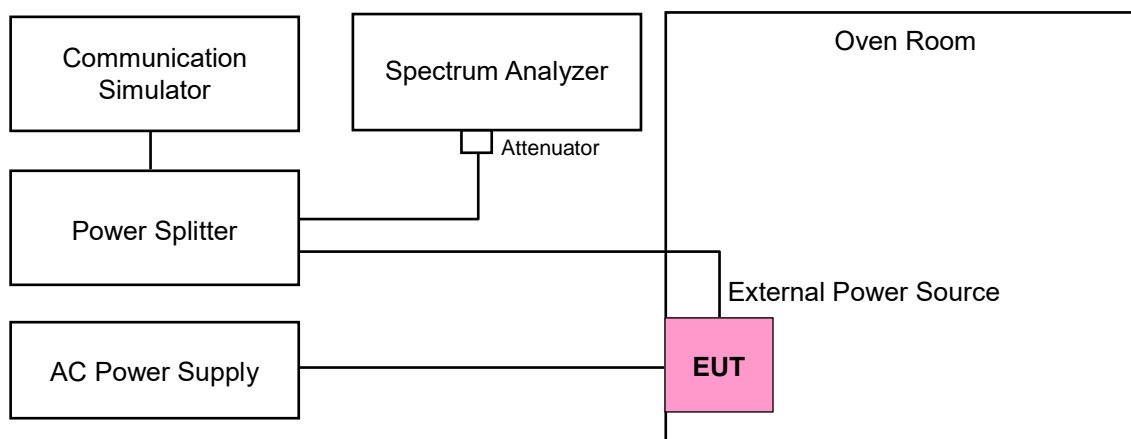 Communication
Simulator
Spectrum Analyzer
Oven Room
Attenuator
Power Splitter
External Power Source
AC Power Supply
EUT